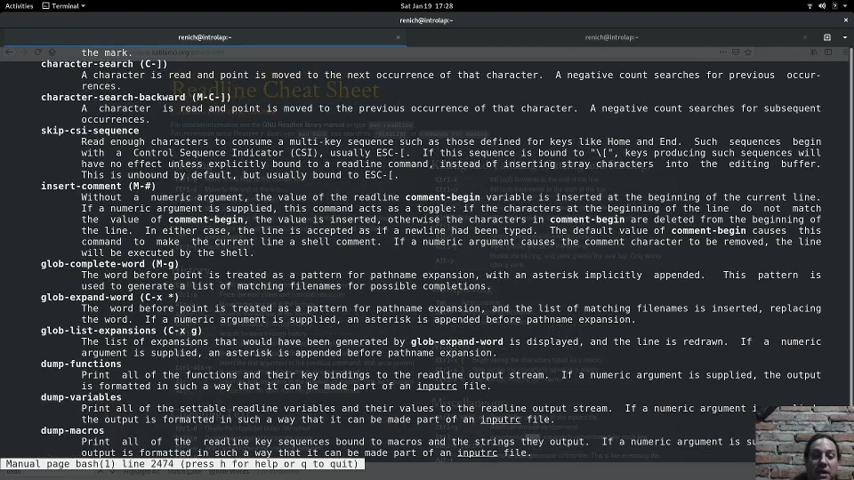 Activities Terminal Sat Jan 19 17:28
renich@introlap:~
renich@introlap:~ renich@introlap:~
the mark.
character-search (C-])
A character is read and point is moved to the next occurrence of that character. A negative count searches for previous occur-
rences.
character-search-backward (M-C-])
A character is read and point is moved to the previous occurrence of that character. A negative count searches for subsequent
occurrences.
skip-csi-sequence
Read enough characters to consume a multi-key sequence such as those defined for keys like Home and End. Such sequences begin
with a Control Sequence Indicator (CSI), usually ESC-[. If this sequence is bound to "\[", keys producing such sequences will
have no effect unless explicitly bound to a readline command, instead of inserting stray characters into the editing buffer.
This is unbound by default, but usually bound to ESC-[.
insert-comment (M-#)
Without a numeric argument, the value of the readline comment-begin variable is inserted at the beginning of the current line.
If a numeric argument is supplied, this command acts as a toggle: if the characters at the beginning of the line do not match
the value of comment-begin, the value is inserted, otherwise the characters in comment-begin are deleted from the beginning of
the line. In either case, the line is accepted as if a newline had been typed. The default value of comment-begin causes this
command to make the current line a shell comment. If a numeric argument causes the comment character to be removed, the line
will be executed by the shell.
glob-complete-word (M-g)
The word before point is treated as a pattern for pathname expansion, with an asterisk implicitly appended. This pattern is
used to generate a list of matching filenames for possible completions.
glob-expand-word (C-x *)
The word before point is treated as a pattern for pathname expansion, and the list of matching filenames is inserted, replacing
the word. If a numeric argument is supplied, an asterisk is appended before pathname expansion.
glob-list-expansions (C-x g)
The list of expansions that would have been generated by glob-expand-word is displayed, and the line is redrawn. If a numeric
argument is supplied, an asterisk is appended before pathname expansion.
dump-functions
Print all of the functions and their key bindings to the readline output stream. If a numeric argument is supplied, the output
is formatted in such a way that it can be made part of an inputrc file.
dump-variables
Print all of the settable readline variables and their values to the readline output stream. If a numeric argument is
the output is formatted in such a way that it can be made part of an inputrc file.
dump-macros
Print all of the readline key sequences bound to macros and the strings they output. If a numeric argument is
output is formatted in such a way that it can be made part of an inputrc file.
Manual page bash(1) line 2474 (press h for help or q to quit)
Readline Cheat Sheet